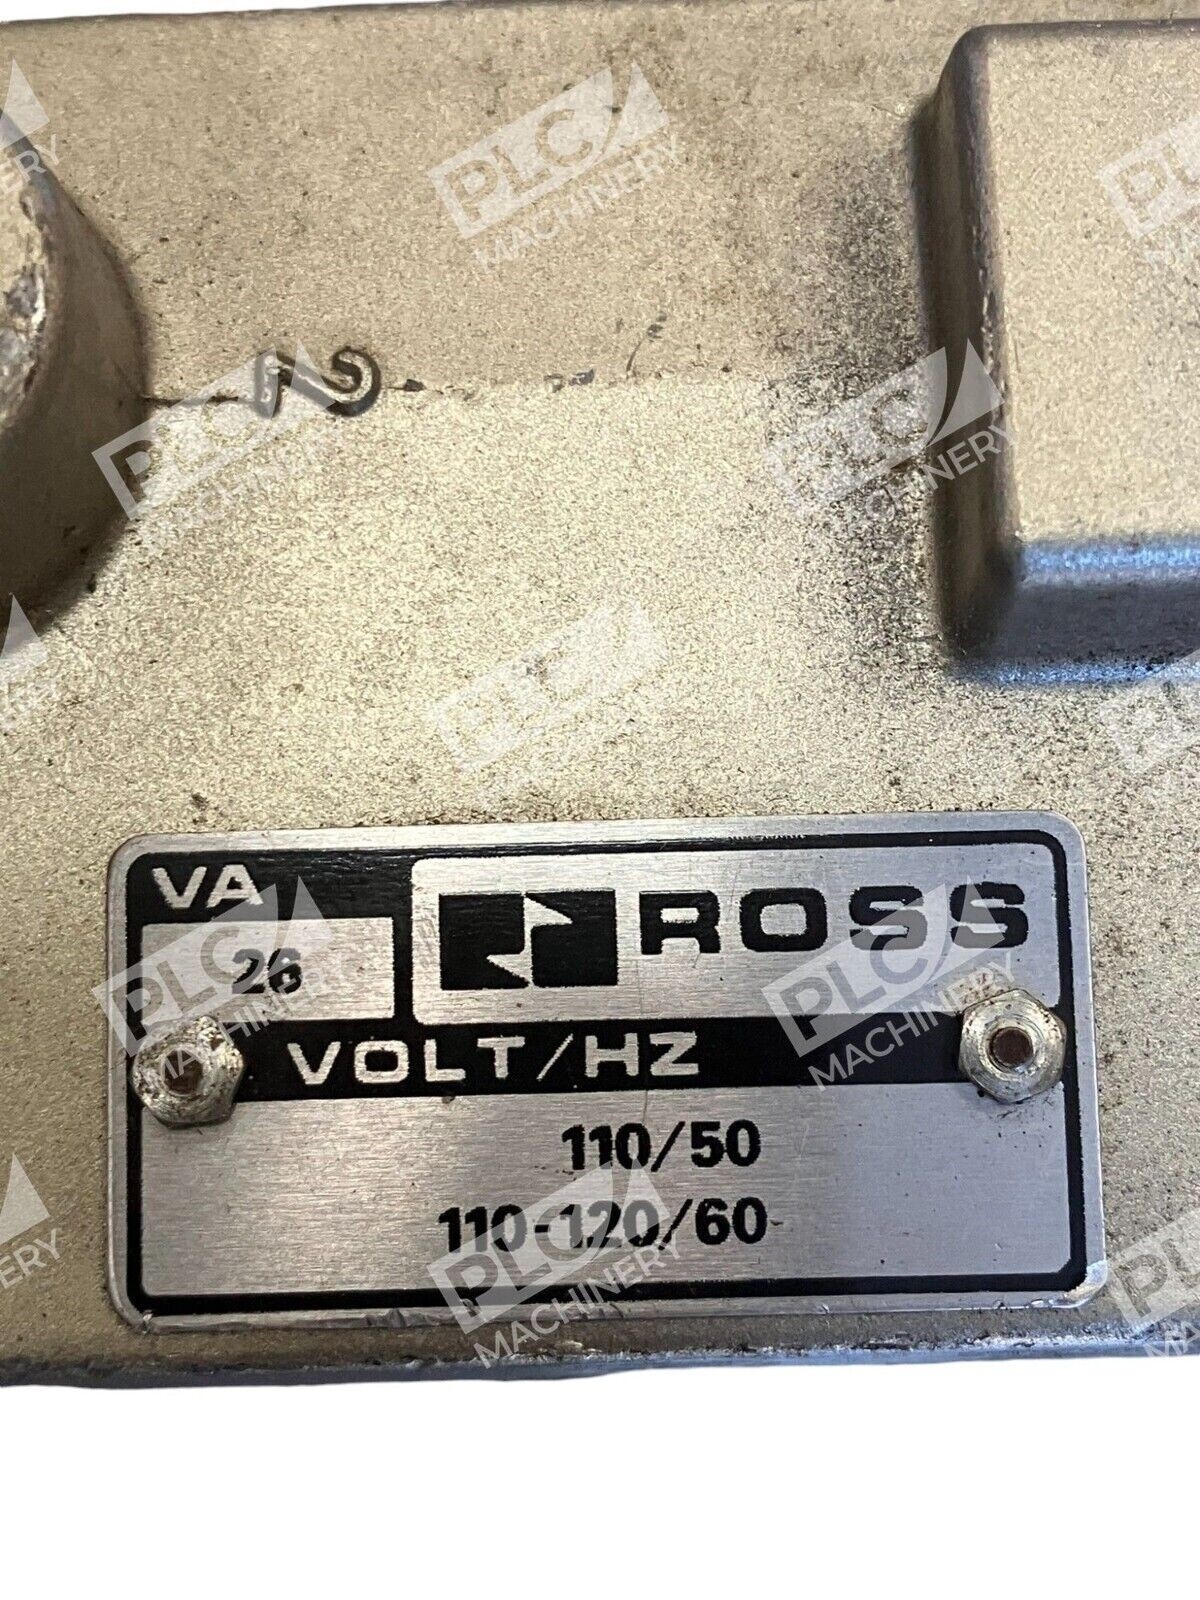 VA
ROSS
26
VOLT/HZ
110/50
110-120/60
PLC
MACHINERY